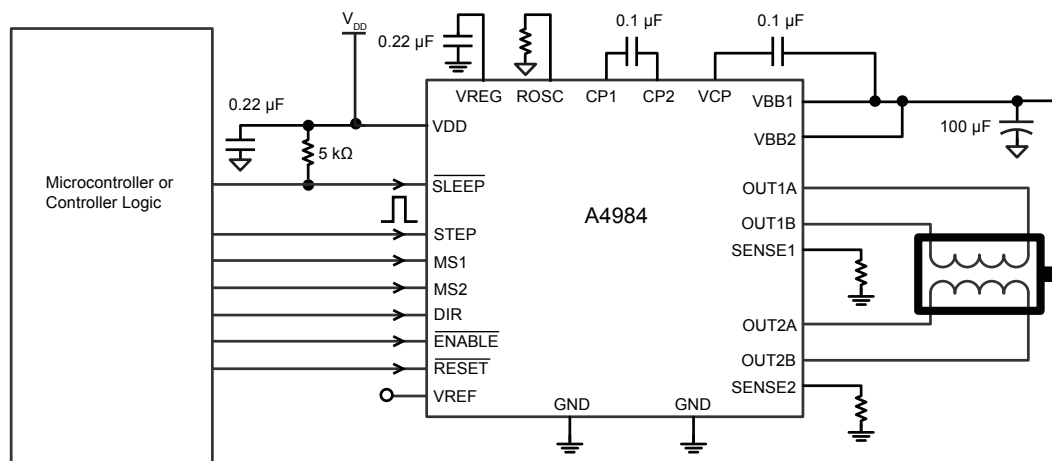 V_DD
0.22 µF
0.1 µF
0.1 µF
0.22 µF
VREG
ROSC
CP1
CP2
VCP
VBB1
VDD
VBB2
100 µF
5 kΩ
Microcontroller or
Controller Logic
SLEEP
OUT1A
A4984
OUT1B
STEP
SENSE1
MS1
MS2
DIR
OUT2A
ENABLE
OUT2B
RESET
SENSE2
VREF
GND
GND